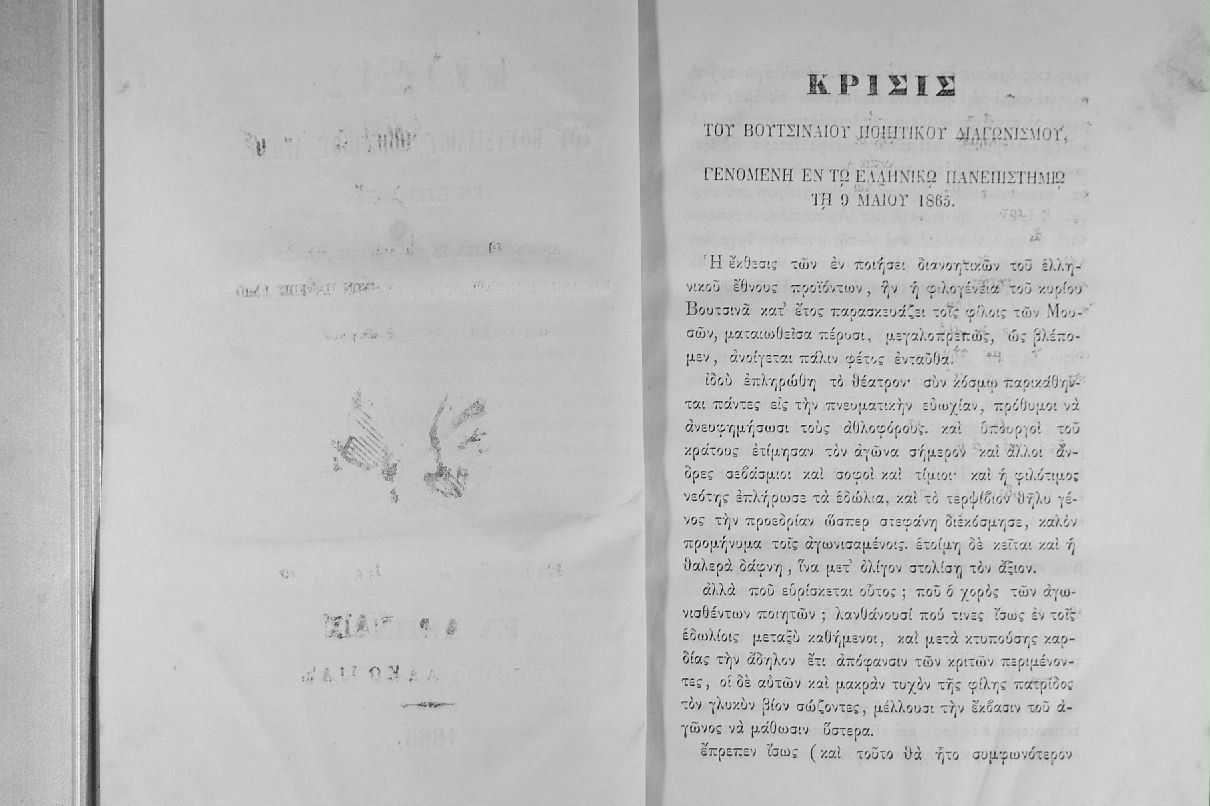 ΚΡΙΣΙΣ
ΤΟΥ ΒΟΥΤΣΙΝΑΙΟΥ ΠΟΙΗΤΙΚΟΥ ΔΙΑΓΩΝΙΣΜΟΥ,
ΓΕΝΟΜΕΝΗ ΕΝ Τῼ ΕΛΛΗΝΙΚῼ ΠΑΝΕΠΙΣΤΗΜΙῼ
Τῌ 9 ΜΑΙΟΥ 1865.
Ἡ ἔκθεσις τῶν ἐν ποιήσει διανοητικῶν τοῦ ἑλλη-
νικοῦ ἔθνους προϊόντων, ἣν ἡ φιλογένεια τοῦ κυρίου
Βουτσινᾶ κατ’ ἔτος παρασκευάζει τοῖς φίλοις τῶν Μου-
σῶν, ματαιωθεῖσα πέρυσι, μεγαλοπρεπῶς, ὡς βλέπο-
μεν, ἀνοίγεται πάλιν φέτος ἐνταῦθα.
ἰδοὺ ἐπληρώθη τὸ θέατρον· σὺν κόσμῳ παρικάθην-
ται πάντες εἰς τὴν πνευματικὴν εὐωχίαν, πρόθυμοι νὰ
ἀνευφημήσωσι τοὺς ἀθλοφόρους. καὶ ὑπουργοὶ τοῦ
κράτους ἐτίμησαν τὸν ἀγῶνα σήμερον καὶ ἄλλοι ἄν-
δρες σεβάσμιοι καὶ σοφοὶ καὶ τίμιοι· καὶ ἡ φιλότιμος
νεότης ἐπλήρωσε τὰ ἑδώλια, καὶ τὸ τερψίβιον θῆλυ γέ-
νος τὴν προεδρίαν ὥσπερ στεφάνη διεκόσμησε, καλὸν
προμήνυμα τοῖς ἀγωνισαμένοις. ἑτοίμη δὲ κεῖται καὶ ἡ
θαλερὰ δάφνη, ἵνα μετ’ ὀλίγον στολίσῃ τὸν ἄξιον.
ἀλλὰ ποῦ εὑρίσκεται οὗτος; ποῦ ὁ χορὸς τῶν ἀγω-
νισθέντων ποιητῶν; λανθάνουσί πού τινες ἴσως ἐν τοῖς
ἑδωλίοις μεταξὺ καθήμενοι, καὶ μετὰ κτυπούσης καρ-
δίας τὴν ἄδηλον ἔτι ἀπόφανσιν τῶν κριτῶν περιμένον-
τες, οἱ δὲ αὐτῶν καὶ μακρὰν τυχὸν τῆς φίλης πατρίδος
τὸν γλυκὺν βίον σώζοντες, μέλλουσι τὴν ἔκβασιν τοῦ ἀ-
γῶνος νὰ μάθωσιν ὕστερα.
ἔπρεπεν ἴσως (καὶ τοῦτο θὰ ἦτο συμφωνότερον